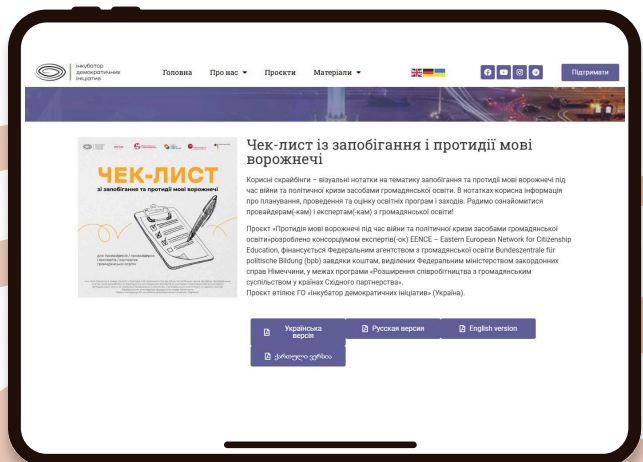 інкубатор
демократичних
ініціатив
Головна Про нас Проєкти Матеріали Підтримати
ЧЕК-ЛИСТ
зі запобігання та протидії мові ворожнечі
Чек-лист із запобігання і протидії мові
ворожнечі
Корисні скрайбінги – візуальні нотатки на тематику запобігання та протидії мові ворожнечі під
час війни та політичної кризи засобами громадянської освіти. В нотатках корисна інформація
про планування, проведення та оцінку освітніх програм і заходів. Радимо ознайомитися
провайдерам(-кам) і експертам(-кам) з громадянської освіти!
Проєкт «Протидія мові ворожнечі під час війни та політичної кризи засобами громадянської
освіти»розроблено консорціумом експертів(-ок) EENCE – Eastern European Network for Citizenship
Education, фінансується Федеральним агентством з громадянської освіти Bundeszentrale für
politische Bildung (bpb) завдяки коштам, виділених Федеральним міністерством закордонних
справ Німеччини, у межах програми «Розширення співробітництва з громадянським
суспільством у країнах Східного партнерства».
Проєкт втілює ГО «Інкубатор демократичних ініціатив» (Україна).
Українська
версія
Русская версия
English version
ქართული ვერსია